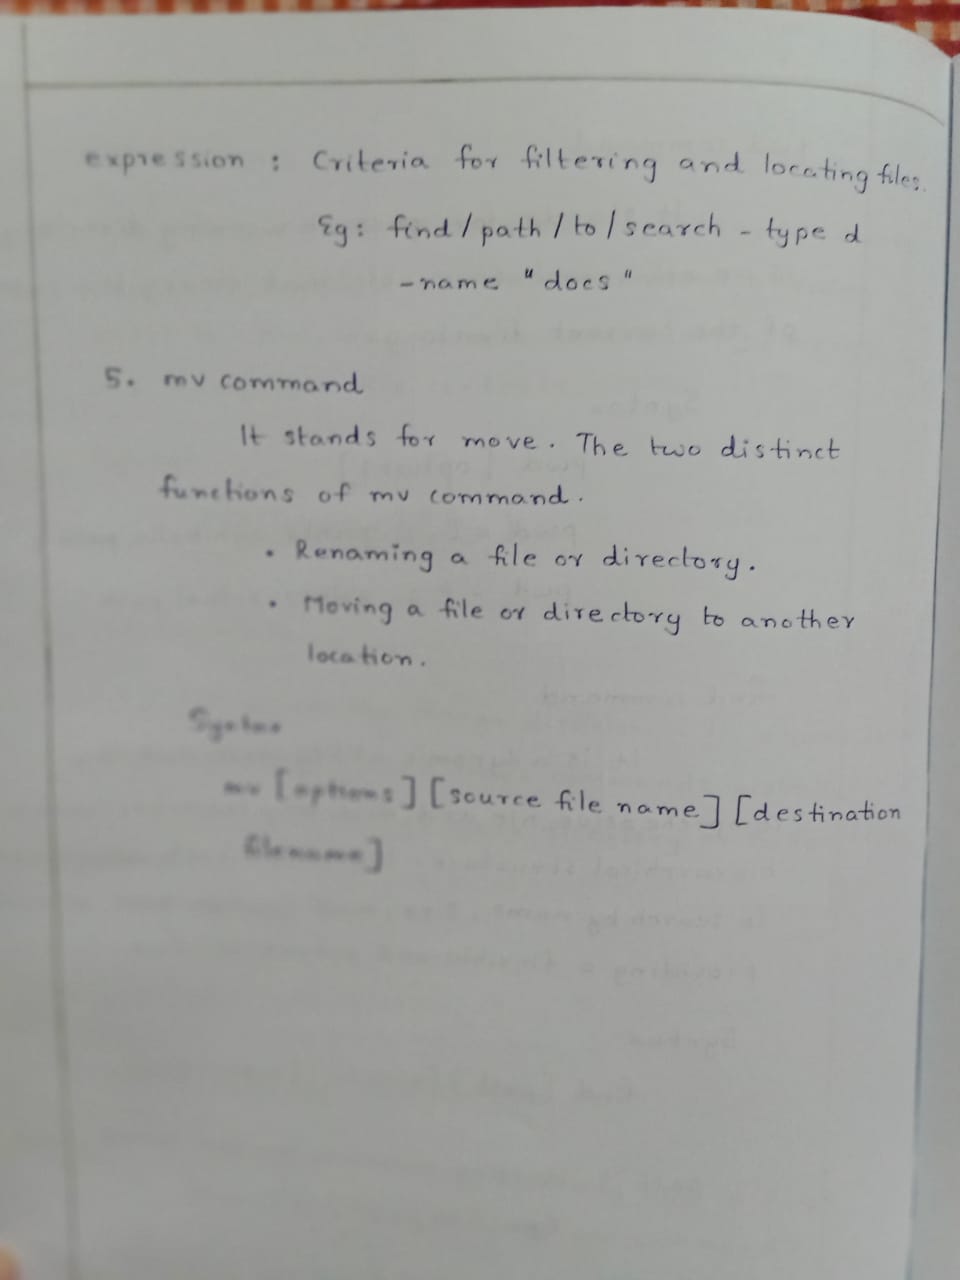 expression : Criteria for filtering and locating files.
Eg: find / path / to / search - type d
- name "docs"
5. mv command
It stands for move. The two distinct
functions of mv command.
• Renaming a file or directory.
• Moving a file or directory to another
location.
Syntax
mv [options] [source file name] [destination
filename]